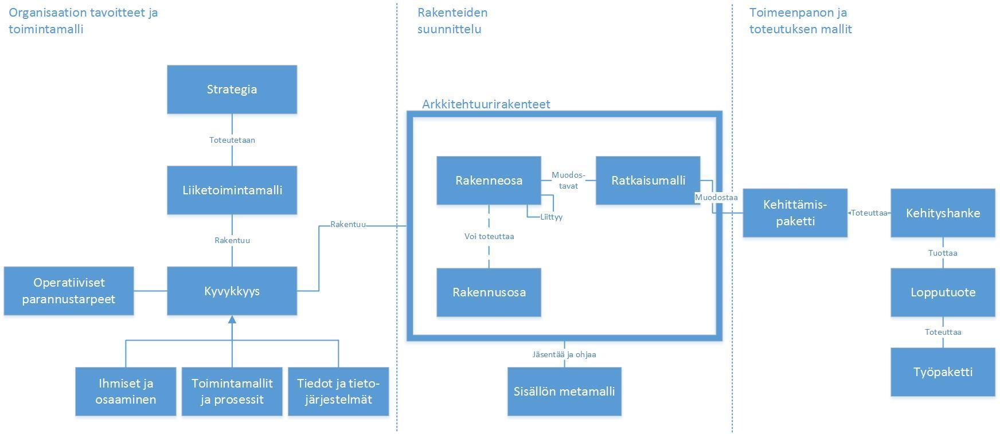 Organisaation tavoitteet ja
toimintamalli
Rakenteiden
suunnittelu
Toimeenpanon ja
toteutuksen mallit
Strategia
Toteutetaan
Liiketoimintamalli
Rakentuu
Operatiiviset
parannustarpeet
Kyvykkyys
Rakentuu
Ihmiset ja
osaaminen
Toimintamallit
ja prosessit
Tiedot ja tieto-
järjestelmät
Arkkitehtuurirakenteet
Rakenneosa
Muodos-
tavat
Ratkaisumalli
Liittyy
Voi toteuttaa
Rakennusosa
Muodostaa
Jäsentää ja ohjaa
Sisällön metamalli
Kehittämis-
paketti
Toteuttaa
Kehityshanke
Tuottaa
Lopputuote
Toteuttaa
Työpaketti